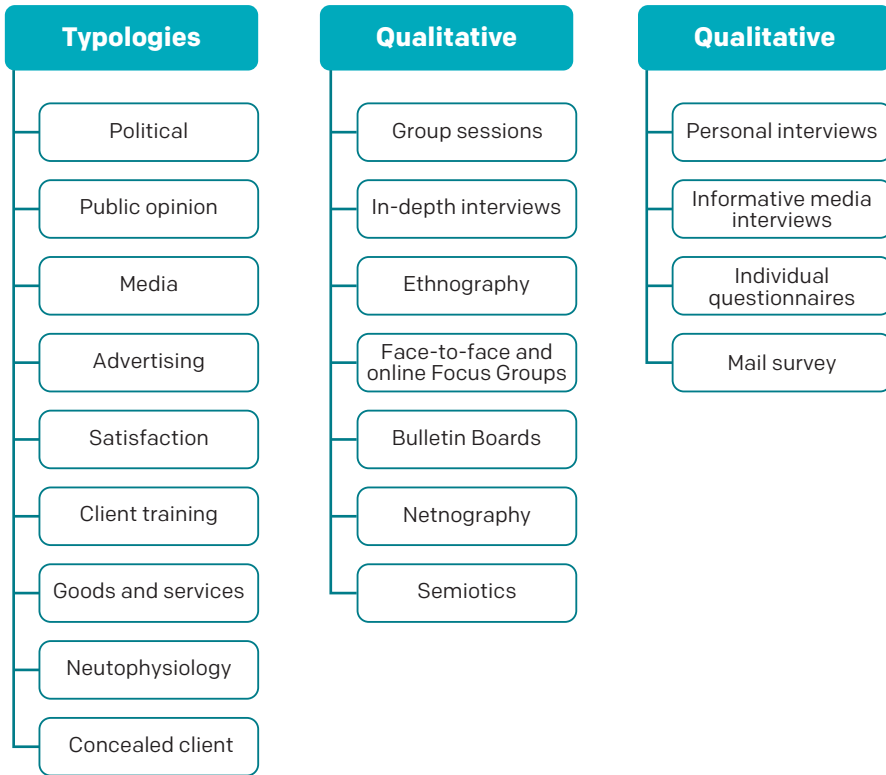 Typologies
Political
Public opinion
Media
Advertising
Satisfaction
Client training
Goods and services
Neutophysiology
Concealed client
Qualitative
Group sessions
In-depth interviews
Ethnography
Face-to-face and
online Focus Groups
Bulletin Boards
Netnography
Semiotics
Qualitative
Personal interviews
Informative media
interviews
Individual
questionnaires
Mail survey